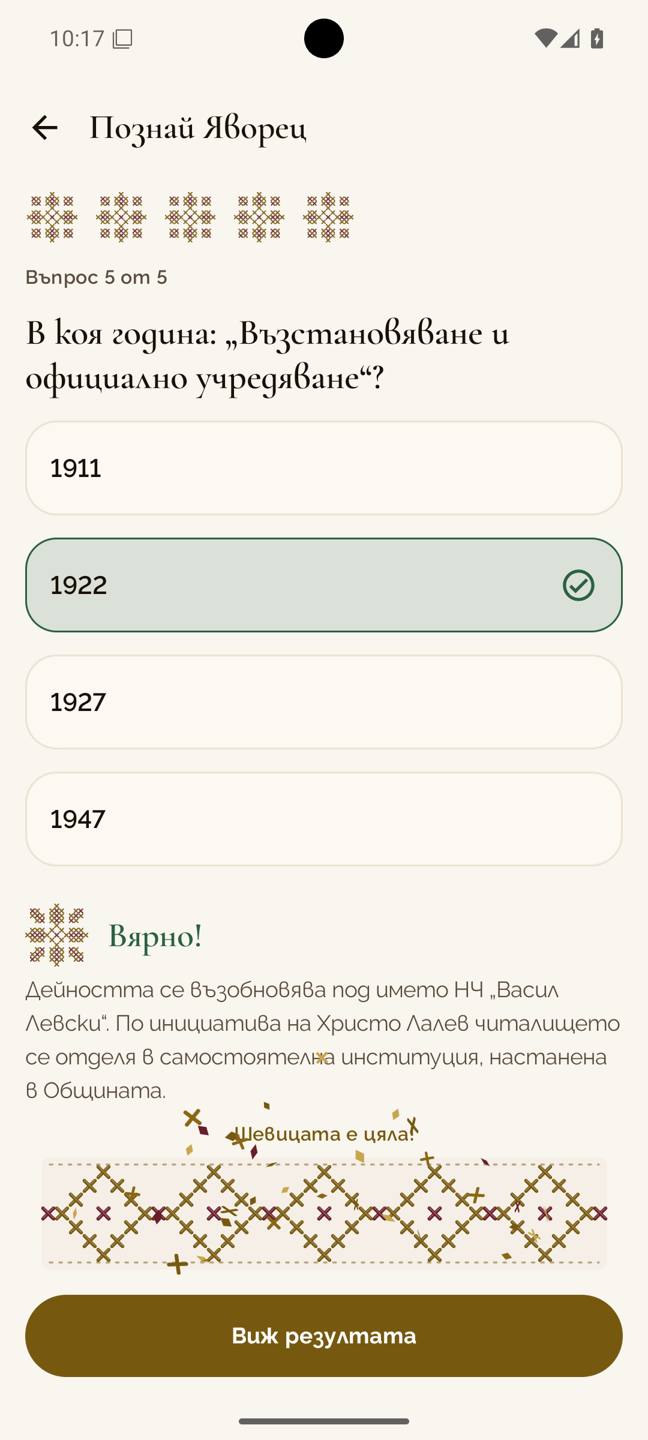 10:17
Познай Яворец
Въпрос 5 от 5
В коя година: „Възстановяване и
официално учредяване“?
1911
1922
1927
1947
Вярно!
Дейността се възобновява под името НЧ „Васил
Левски“. По инициатива на Христо Лалев читалището
се отделя в самостоятелна институция, настанена
в Общината.
Шевицата е цяла!
Виж резултата